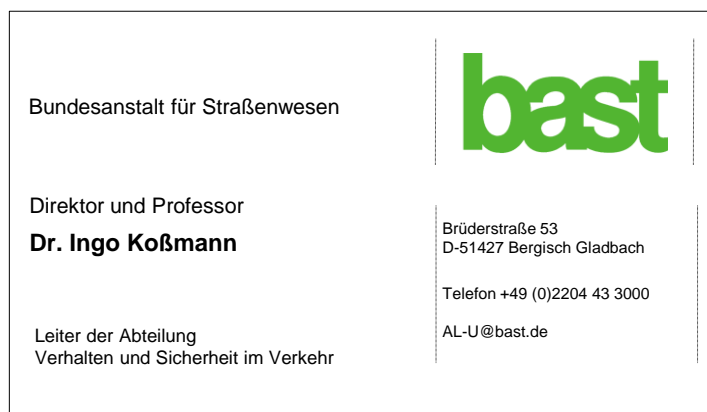 Bundesanstalt für Straßenwesen
bast
Direktor und Professor
Dr. Ingo Koßmann
Leiter der Abteilung
Verhalten und Sicherheit im Verkehr
Brüderstraße 53
D-51427 Bergisch Gladbach
Telefon +49 (0)2204 43 3000
AL-U@bast.de